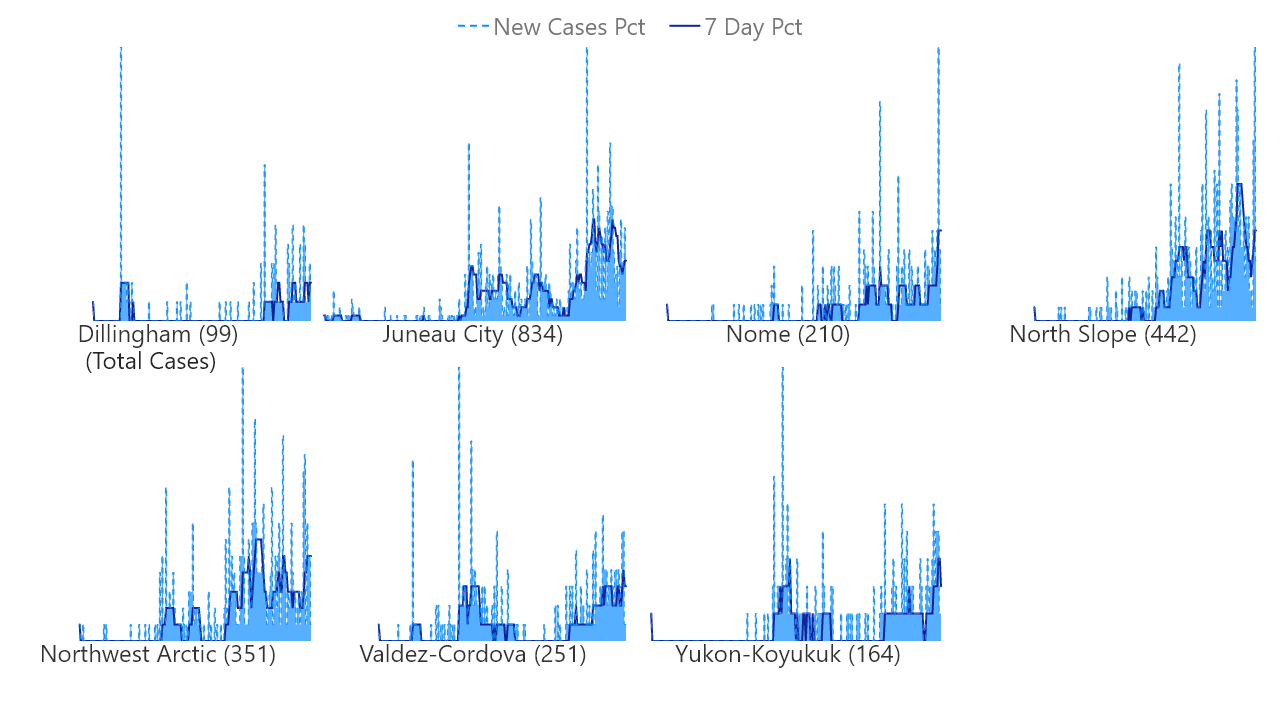 New Cases Pct 7 Day Pct
Dillingham (99) Juneau City (834) Nome (210) North Slope (442)
(Total Cases)
Northwest Arctic (351) Valdez-Cordova (251) Yukon-Koyukuk (164)